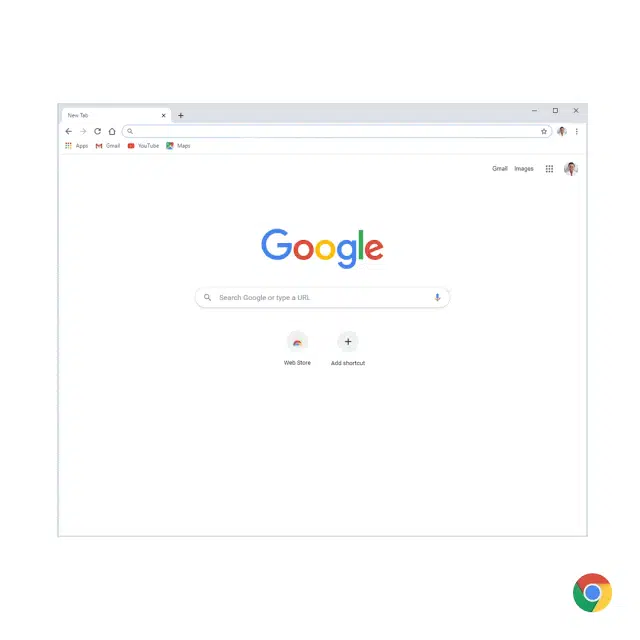 New Tab
Apps Gmail YouTube Maps
Gmail Images
Google
Search Google or type a URL
Web Store Add shortcut